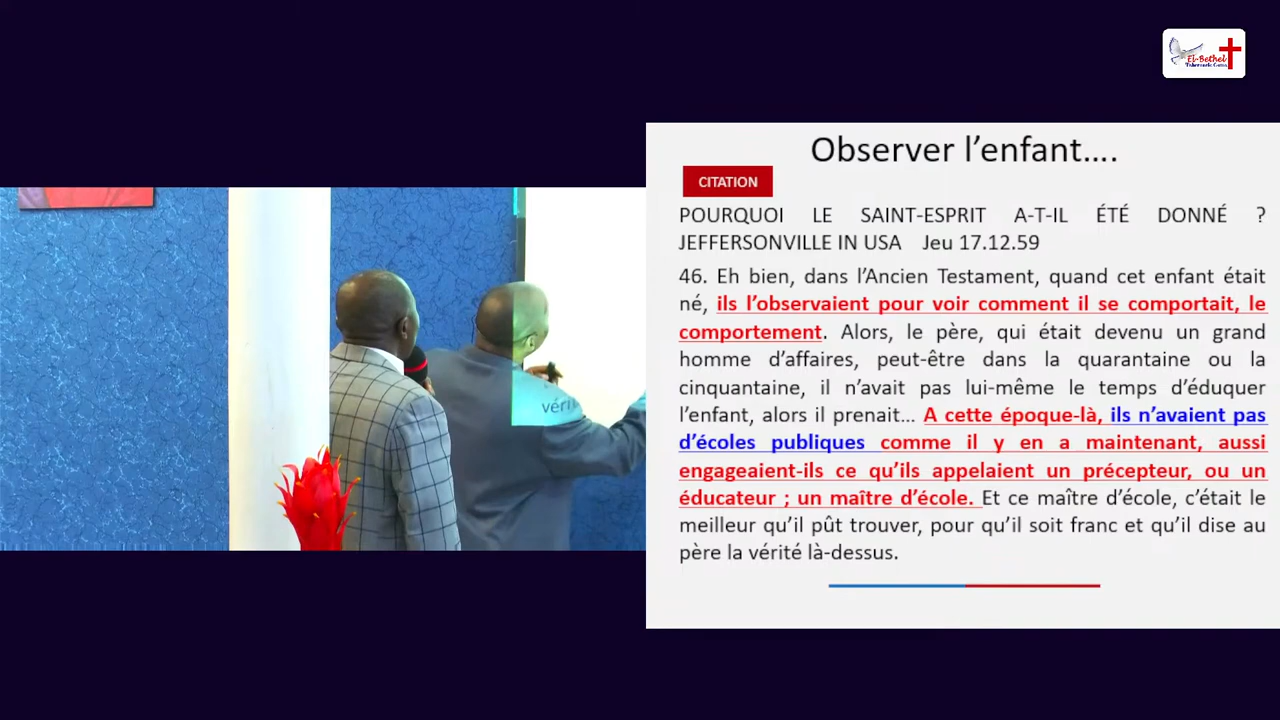 El-Bethel
Observer l’enfant….
CITATION
POURQUOI LE SAINT-ESPRIT A-T-IL ÉTÉ DONNÉ ?
JEFFERSONVILLE IN USA Jeu 17.12.59
46. Eh bien, dans l’Ancien Testament, quand cet enfant était
né, ils l’observaient pour voir comment il se comportait, le
comportement. Alors, le père, qui était devenu un grand
homme d’affaires, peut-être dans la quarantaine ou la
cinquantaine, il n’avait pas lui-même le temps d’éduquer
l’enfant, alors il prenait... A cette époque-là, ils n’avaient pas
d’écoles publiques comme il y en a maintenant, aussi
engageaient-ils ce qu’ils appelaient un précepteur, ou un
éducateur ; un maître d’école. Et ce maître d’école, c’était le
meilleur qu’il pût trouver, pour qu’il soit franc et qu’il dise au
père la vérité là-dessus.